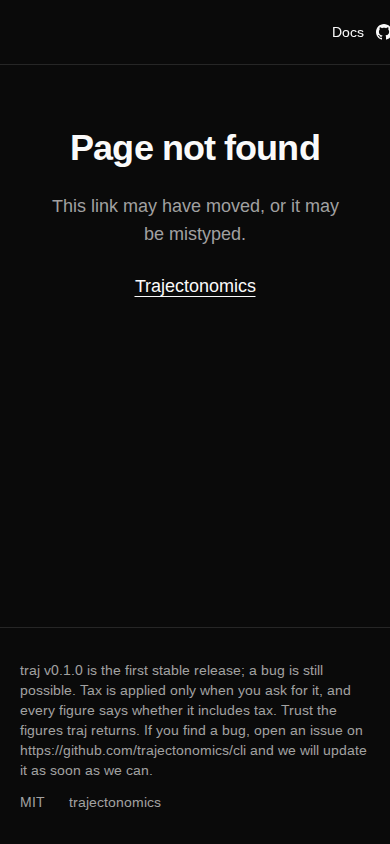 Docs
Page not found
This link may have moved, or it may
be mistyped.
Trajectonomics
traj v0.1.0 is the first stable release; a bug is still
possible. Tax is applied only when you ask for it, and
every figure says whether it includes tax. Trust the
figures traj returns. If you find a bug, open an issue on
https://github.com/trajectonomics/cli and we will update
it as soon as we can.
MIT trajectonomics